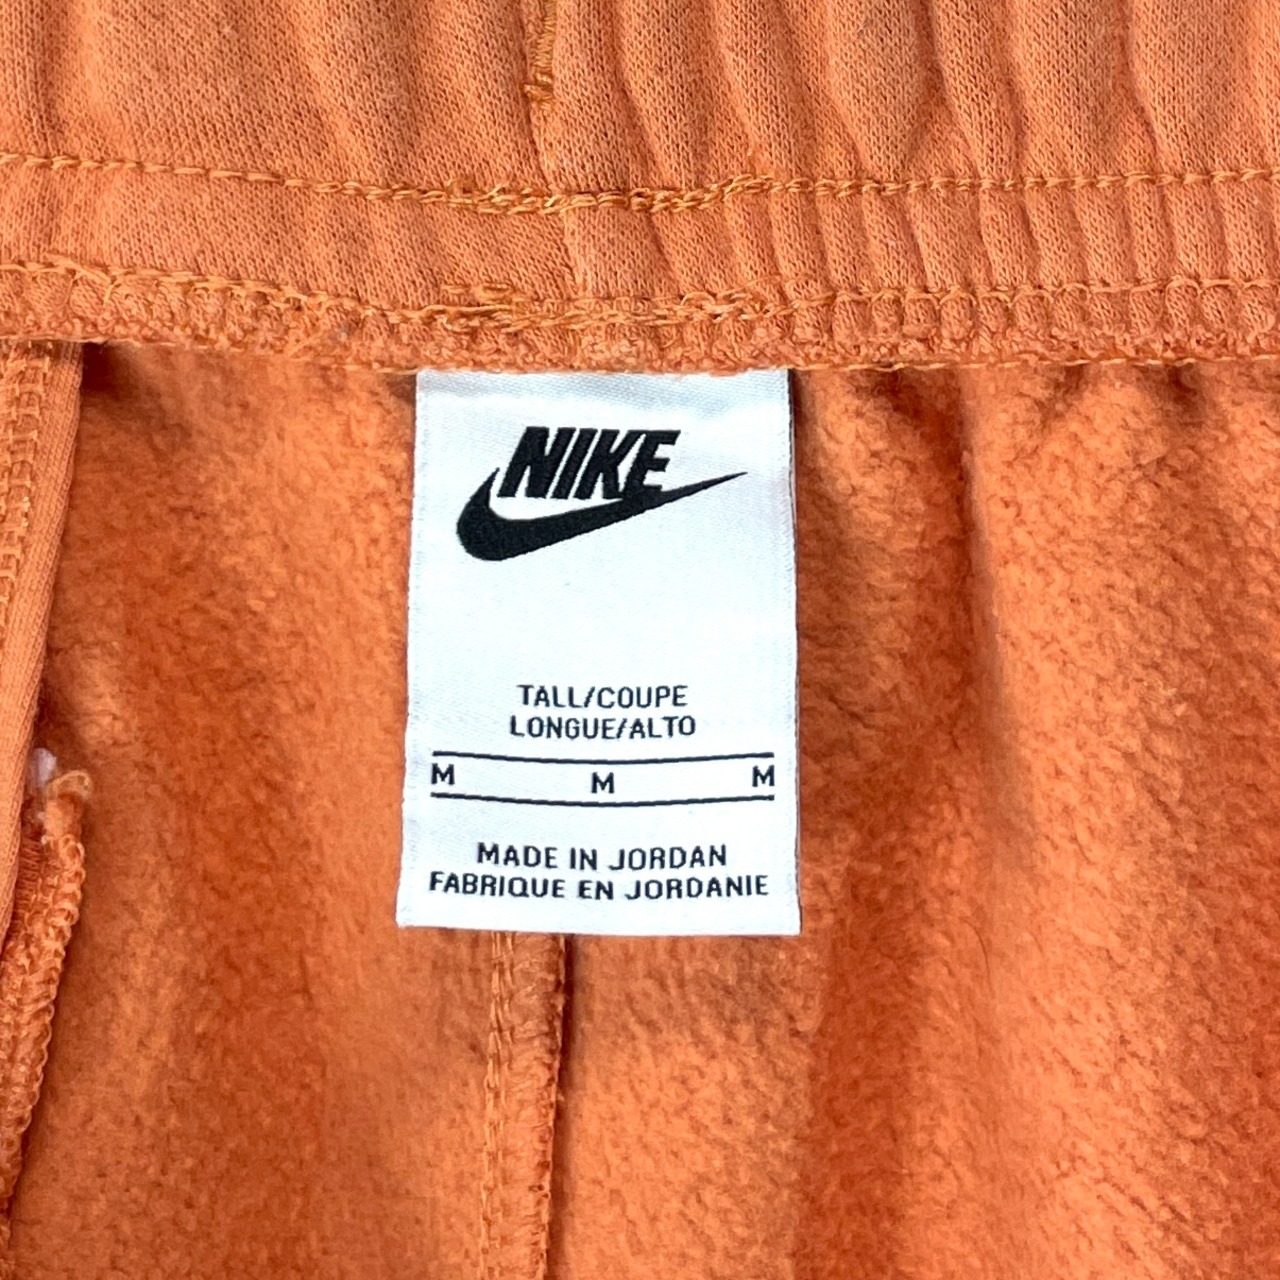 NIKE
TALL/COUPE
LONGUE/ALTO
M M M
MADE IN JORDAN
FABRIQUE EN JORDANIE